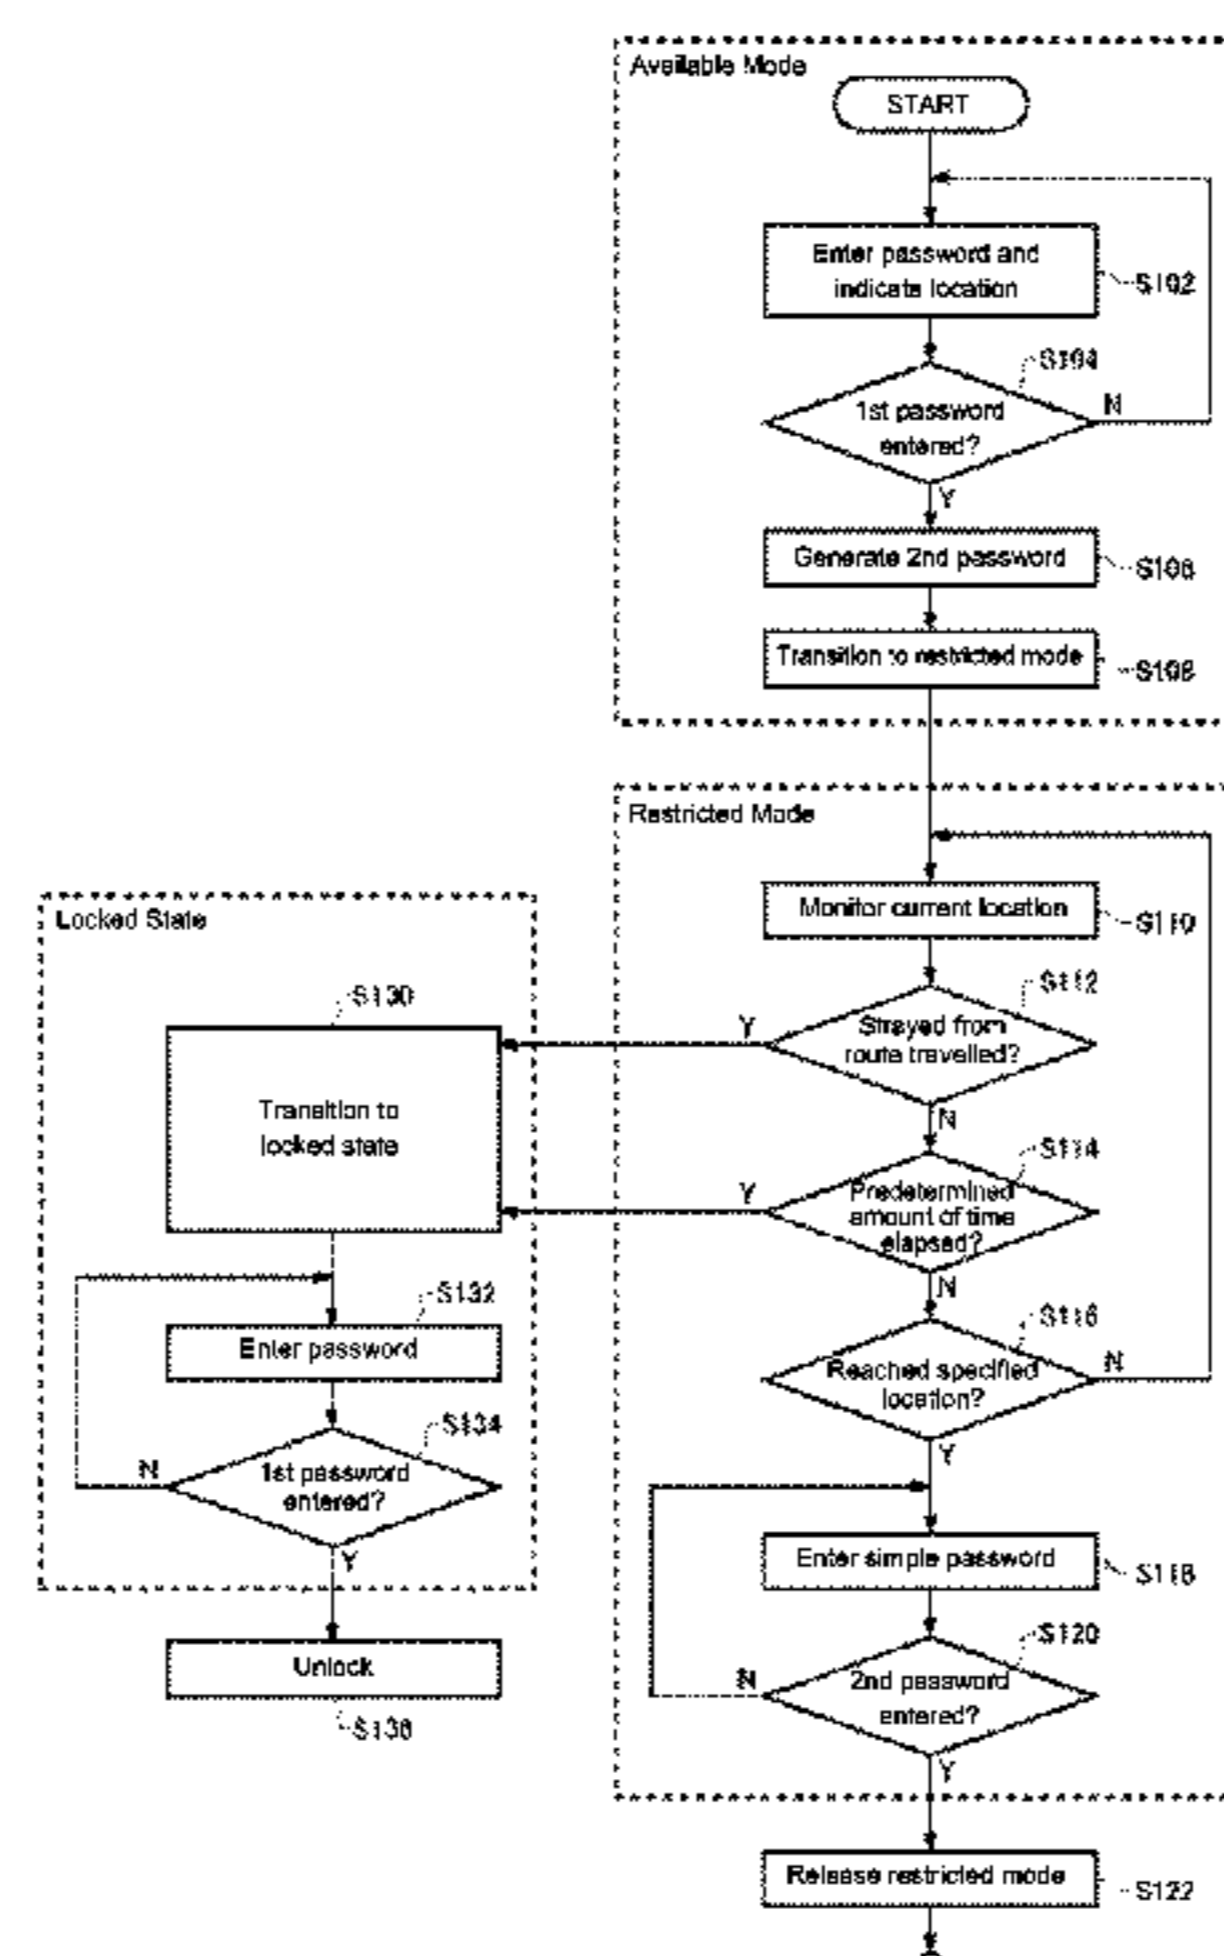 Available Mode
START
Enter password and
indicate location
S102
S104
1st password
entered?
N
Y
Generate 2nd password
S106
Transition to restricted mode
S108
Restricted Mode
Monitor current location
S110
S112
Strayed from
route travelled?
Y
N
S114
Predetermined
amount of time
elapsed?
Y
N
S116
Reached specified
location?
N
Y
Enter simple password
S118
S120
2nd password
entered?
N
Y
Release restricted mode
S122
Locked State
S130
Transition to
locked state
S132
Enter password
S134
1st password
entered?
N
Y
Unlock
S136